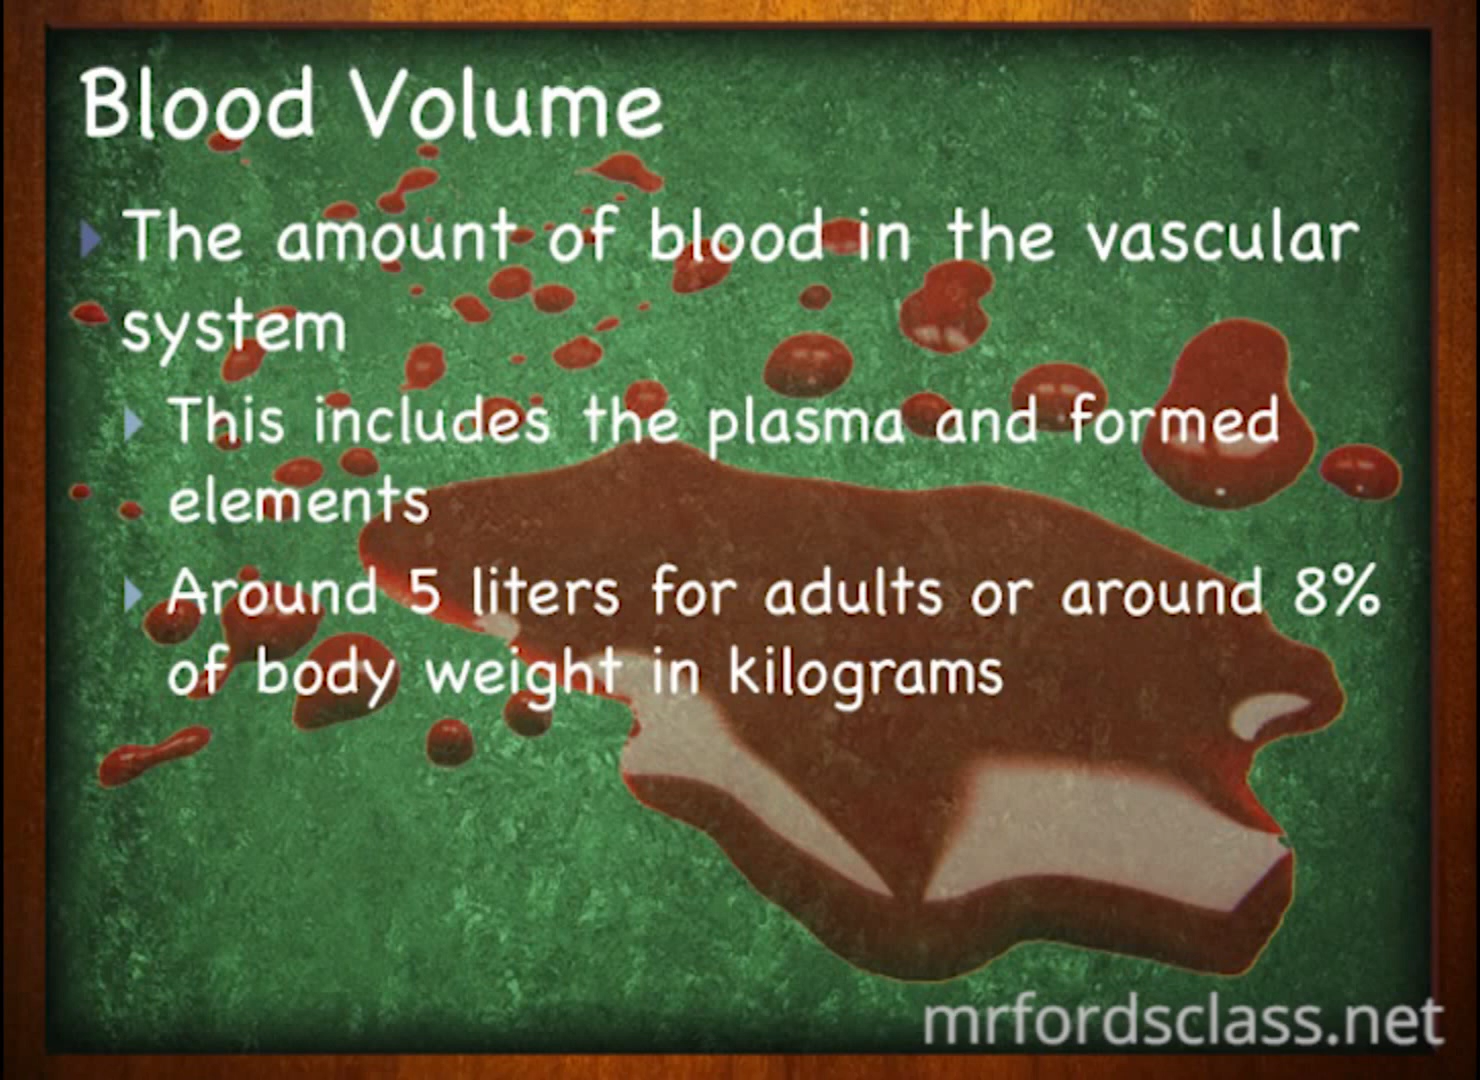 Blood Volume
The amount of blood in the vascular
system
This includes the plasma and formed
elements
Around 5 liters for adults or around 8%
of body weight in kilograms
mrfordsclass.net